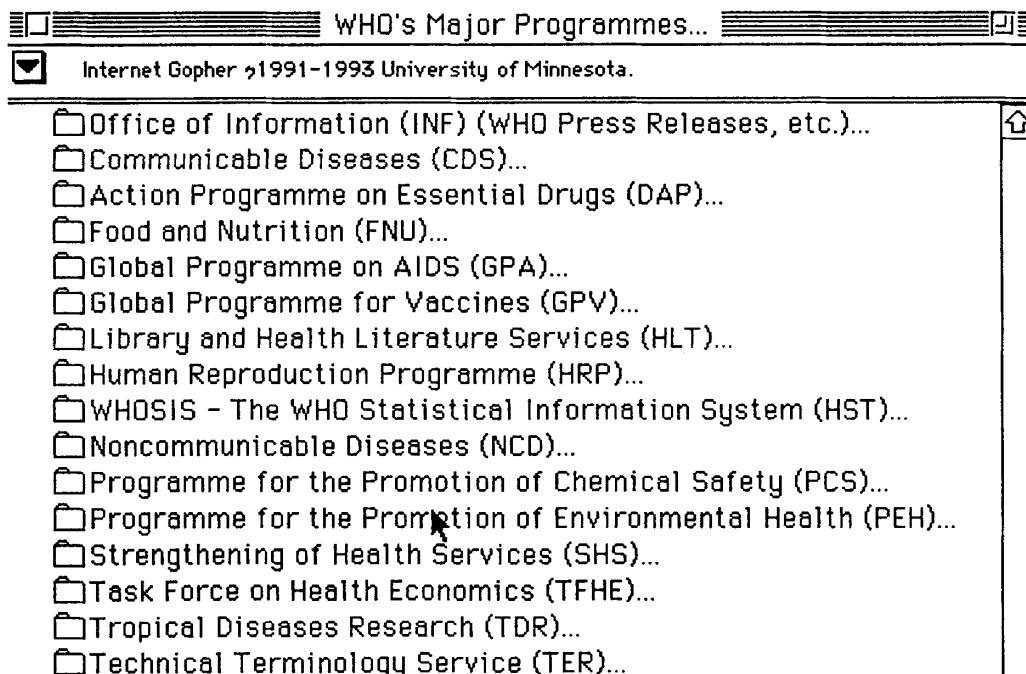 WHO's Major Programmes...
Internet Gopher ©1991-1993 University of Minnesota.
Office of Information (INF) (WHO Press Releases, etc.)...
Communicable Diseases (CDS)...
Action Programme on Essential Drugs (DAP)...
Food and Nutrition (FNU)...
Global Programme on AIDS (GPA)...
Global Programme for Vaccines (GPV)...
Library and Health Literature Services (HLT)...
Human Reproduction Programme (HRP)...
WHOSIS - The WHO Statistical Information System (HST)...
Noncommunicable Diseases (NCD)...
Programme for the Promotion of Chemical Safety (PCS)...
Programme for the Promotion of Environmental Health (PEH)...
Strengthening of Health Services (SHS)...
Task Force on Health Economics (TFHE)...
Tropical Diseases Research (TDR)...
Technical Terminology Service (TER)...